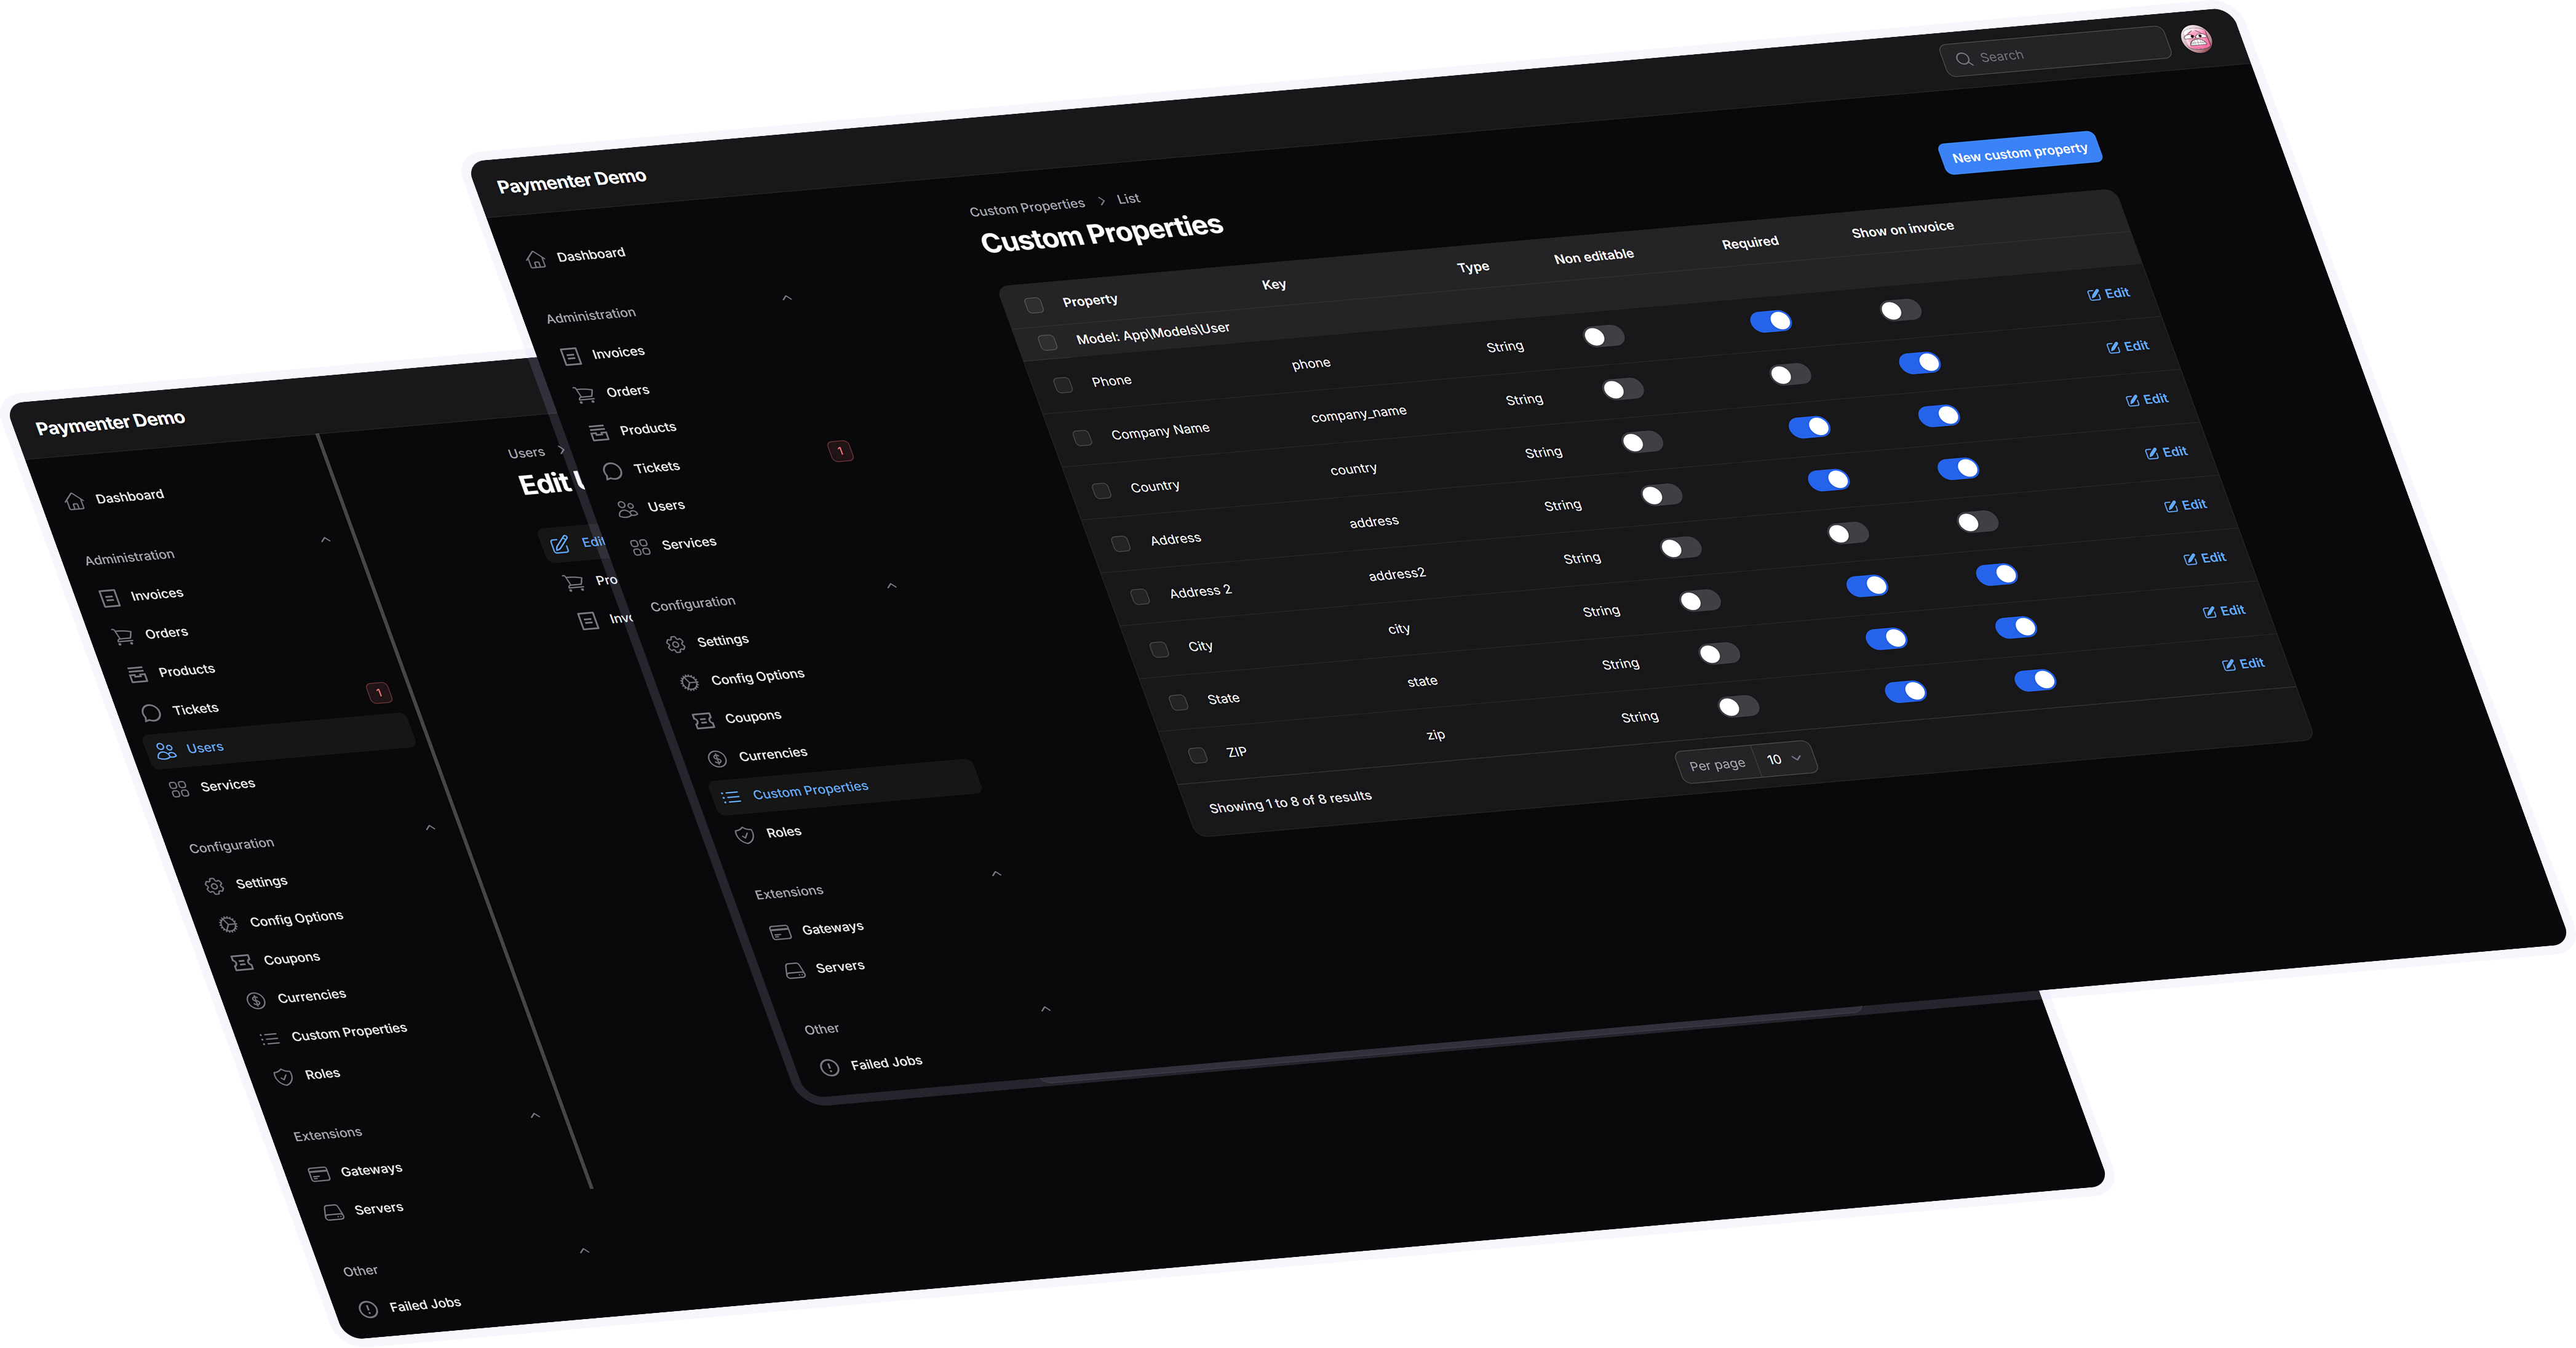 Paymenter Demo
Search
Dashboard
Administration
Invoices
Orders
Products
Tickets
1
Users
Services
Configuration
Settings
Config Options
Coupons
Currencies
Custom Properties
Roles
Extensions
Gateways
Servers
Other
Failed Jobs
Custom Properties > List
Custom Properties
New custom property
Property Key Type Non editable Required Show on invoice
Model: App\Models\User
Phone phone String Edit
Company Name company_name String Edit
Country country String Edit
Address address String Edit
Address 2 address2 String Edit
City city String Edit
State state String Edit
ZIP zip String Edit
Showing 1 to 8 of 8 results
Per page 10
Paymenter Demo
Dashboard
Administration
Invoices
Orders
Products
Tickets
1
Users
Services
Configuration
Settings
Config Options
Coupons
Currencies
Custom Properties
Roles
Extensions
Gateways
Servers
Other
Failed Jobs
Users >
Edit